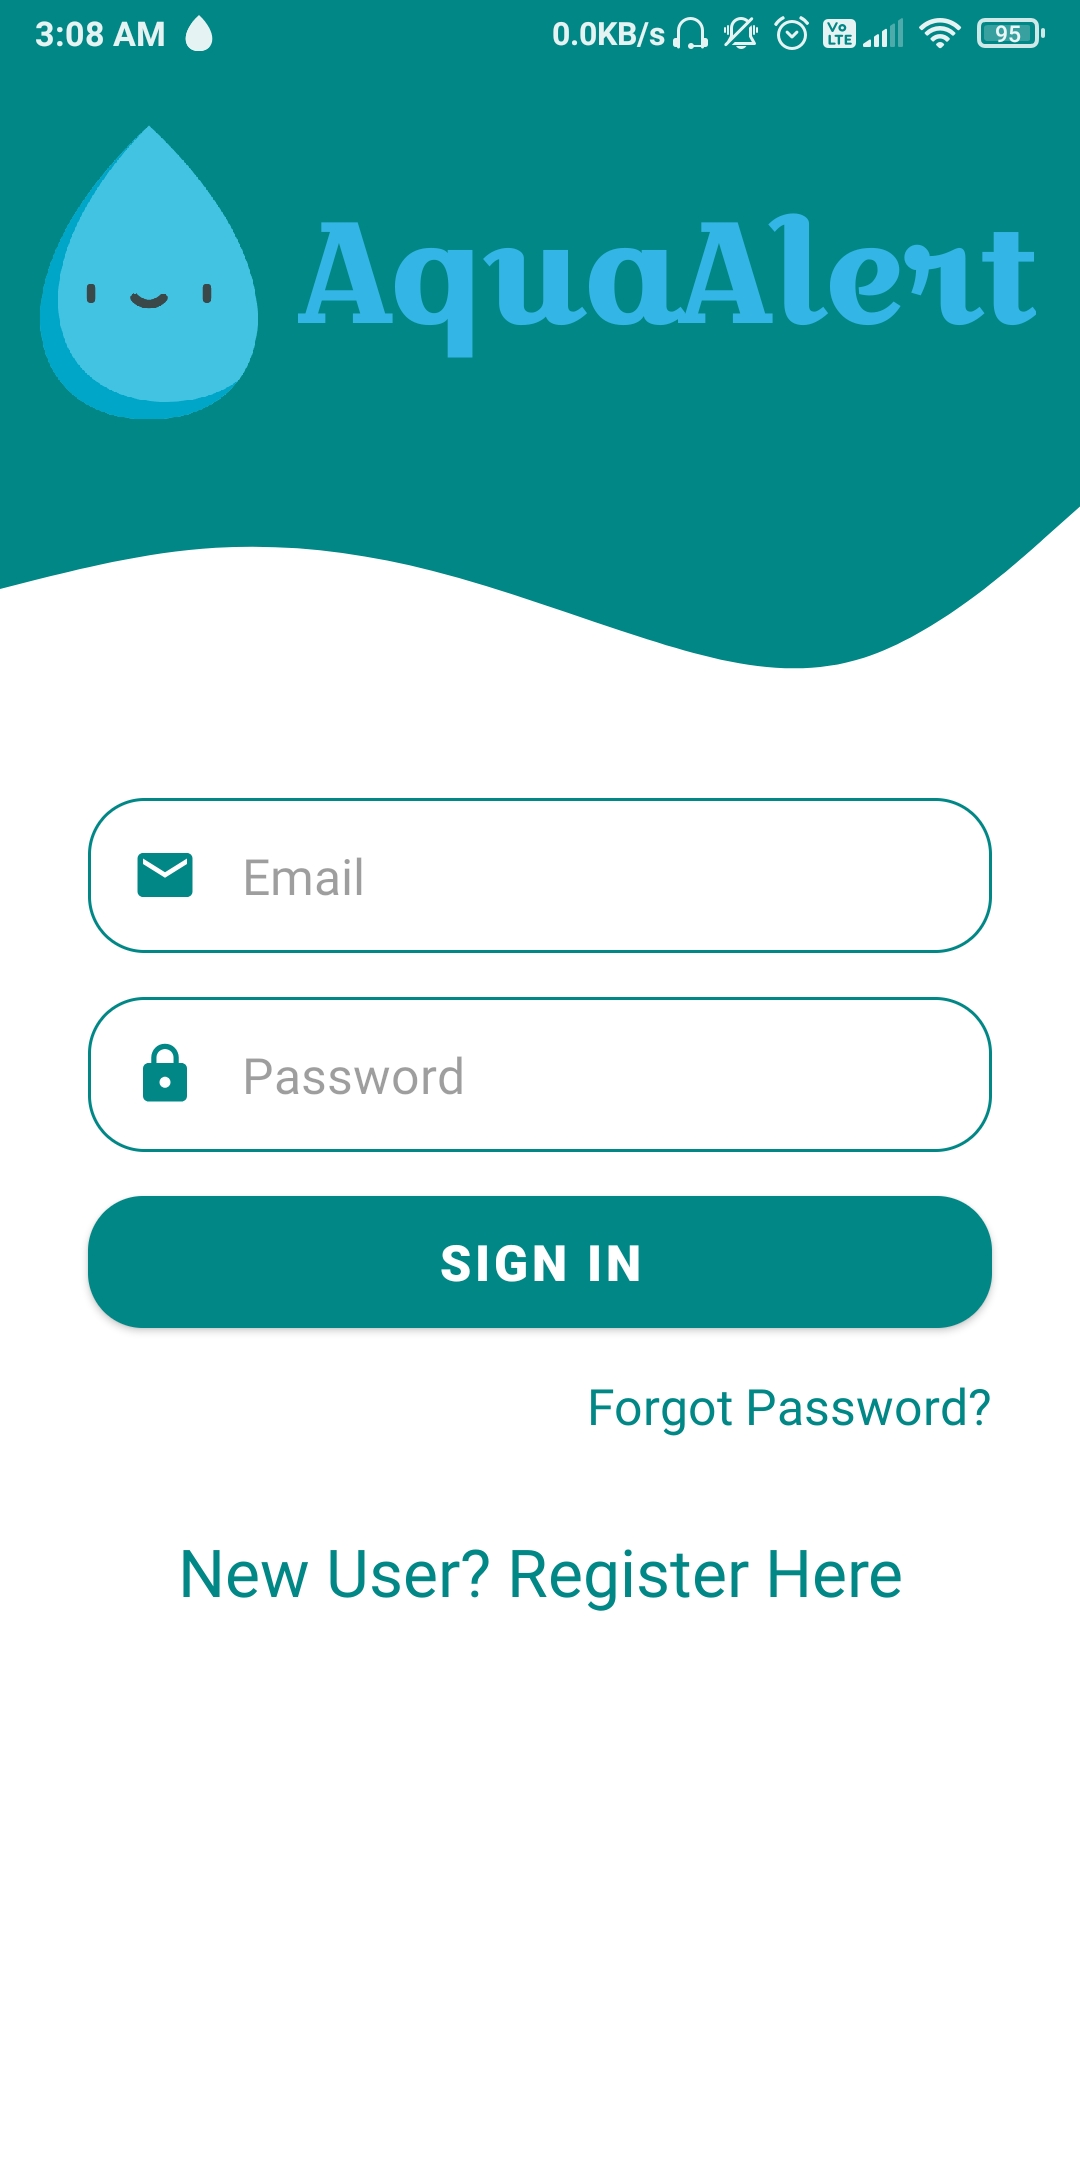 3:08 AM 0.0KB/s Vo LTE 95
AquaAlert
Email
Password
SIGN IN
Forgot Password?
New User? Register Here